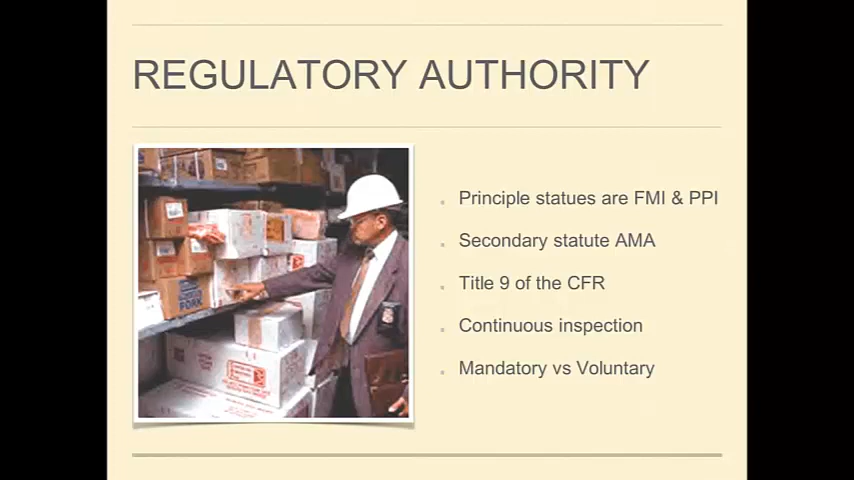 REGULATORY AUTHORITY
Principle statues are FMI & PPI
Secondary statute AMA
Title 9 of the CFR
Continuous inspection
Mandatory vs Voluntary
PORK